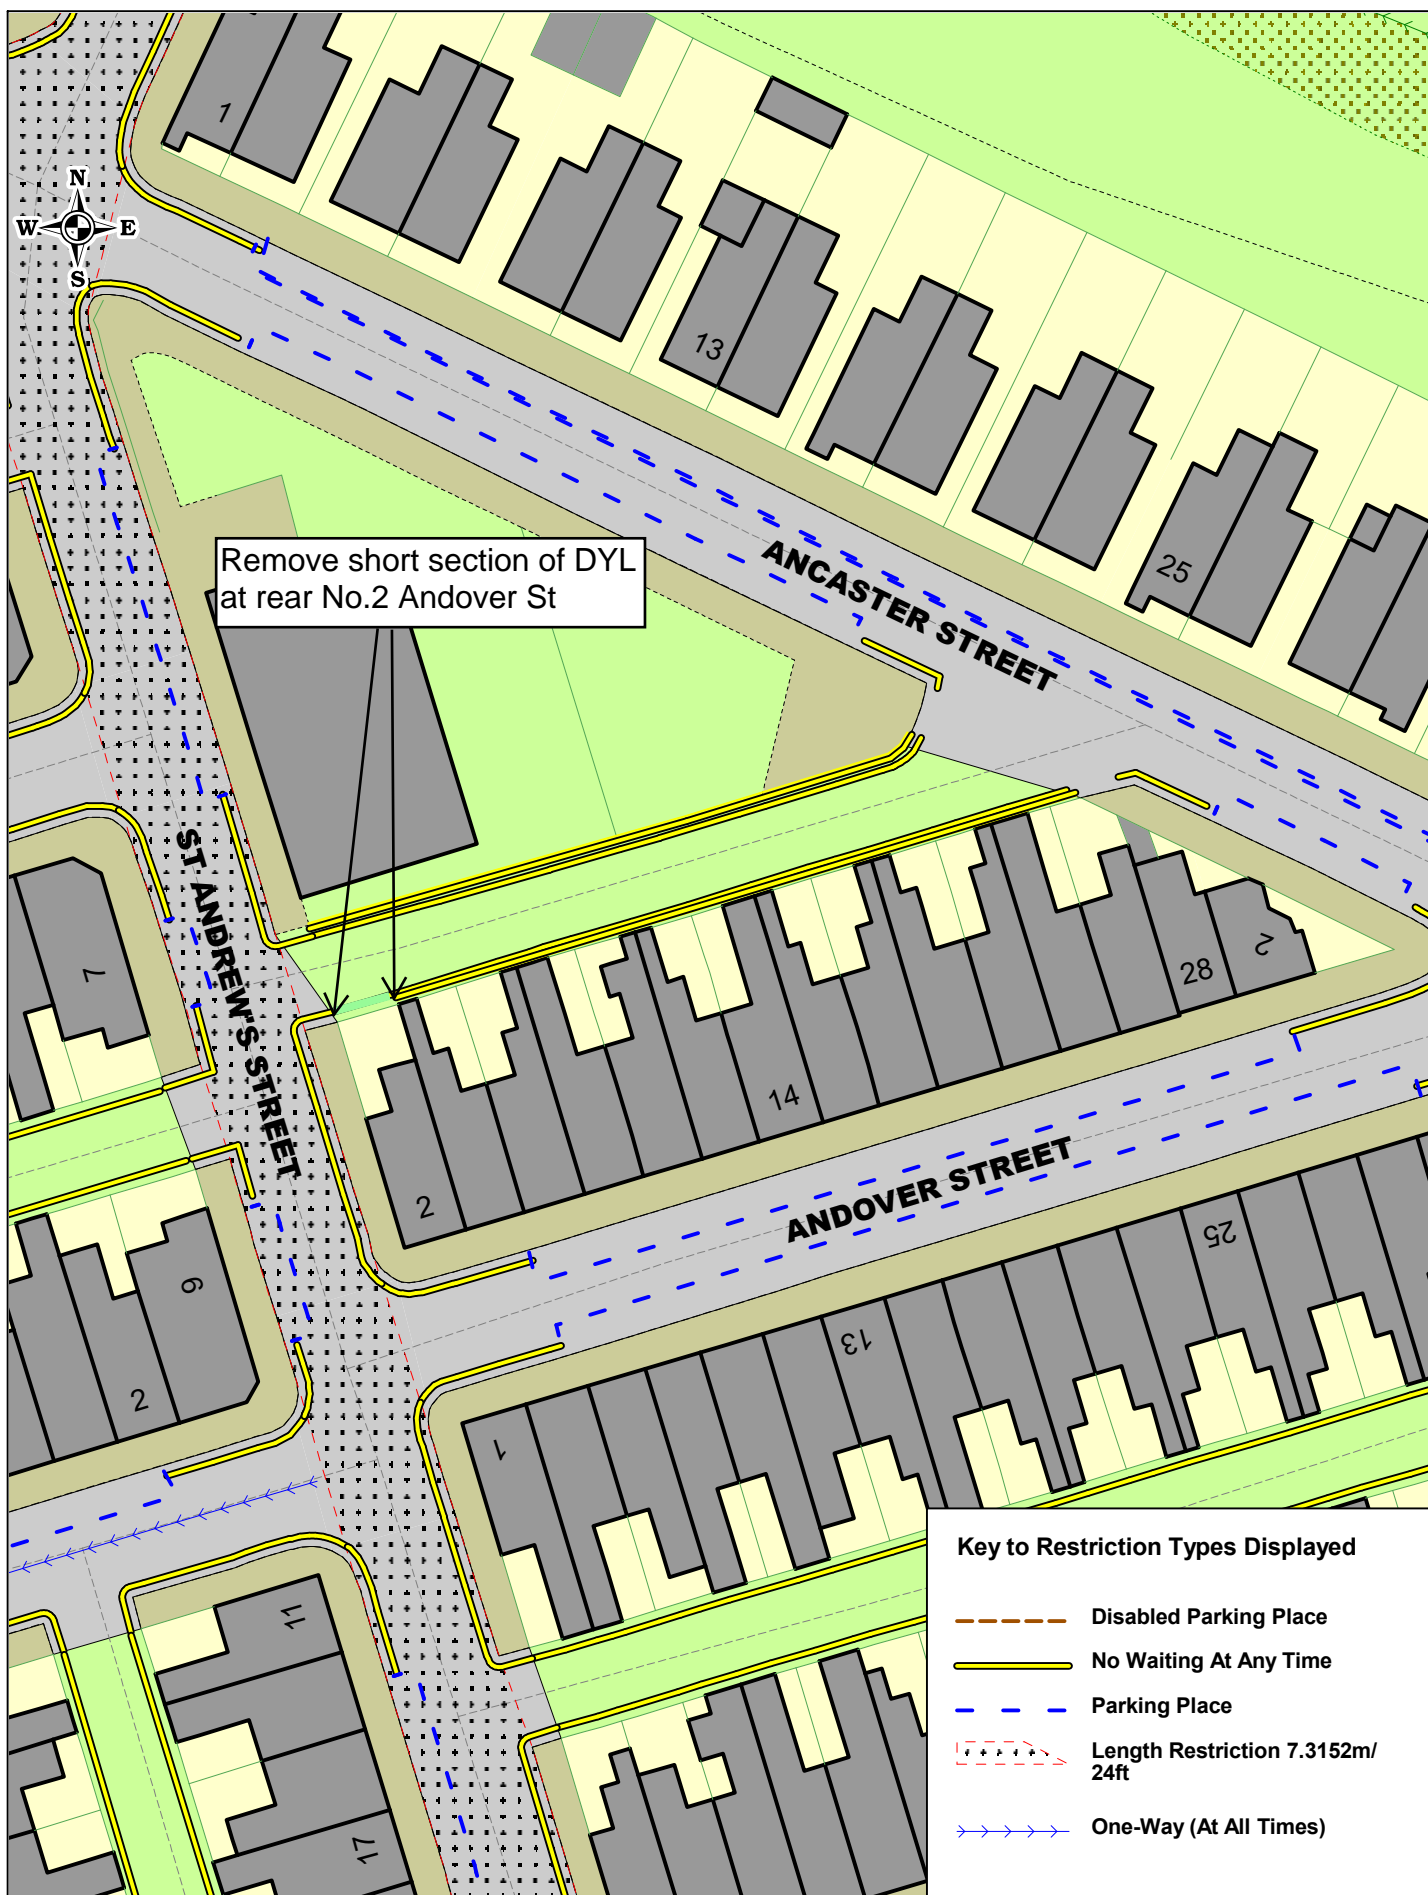 1
N
W E
S
13
25
Remove short section of DYL
at rear No.2 Andover St
ANCASTER STREET
ST ANDREW'S STREET
7
2
28
14
2
ANDOVER STREET
25
9
13
2
1
11
17
Key to Restriction Types Displayed
Disabled Parking Place
No Waiting At Any Time
Parking Place
Length Restriction 7.3152m/
24ft
One-Way (At All Times)